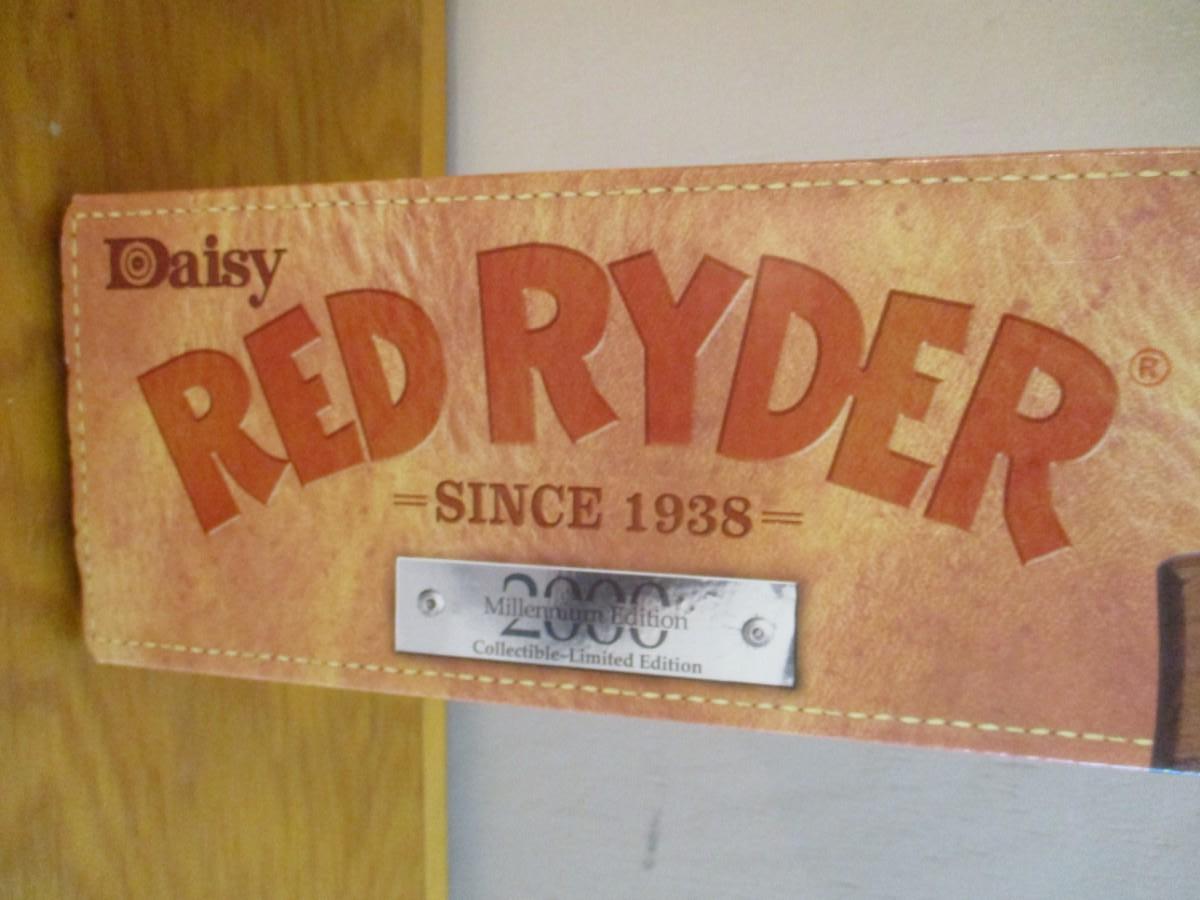 Daisy
RED RYDER®
=SINCE 1938=
2000
Millennium Edition
Collectible-Limited Edition